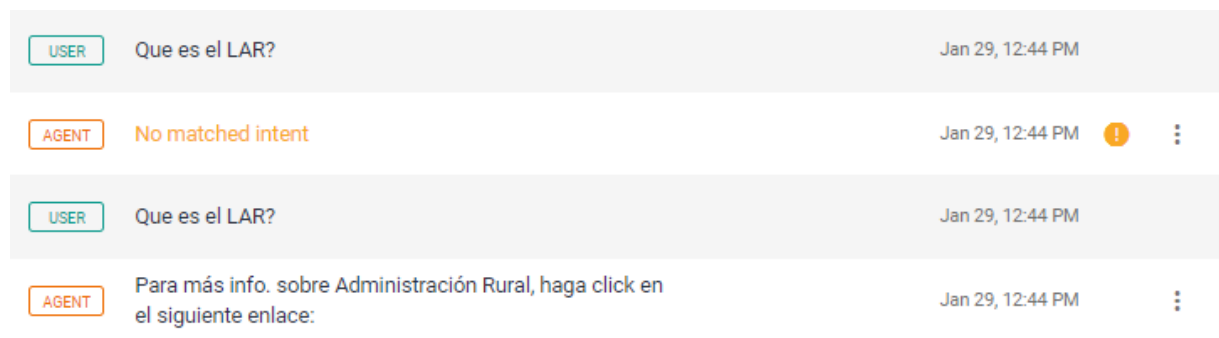 USER Que es el LAR? Jan 29, 12:44 PM
AGENT No matched intent Jan 29, 12:44 PM
USER Que es el LAR? Jan 29, 12:44 PM
Para más info. sobre Administración Rural, haga click en
AGENT Jan 29, 12:44 PM
el siguiente enlace: